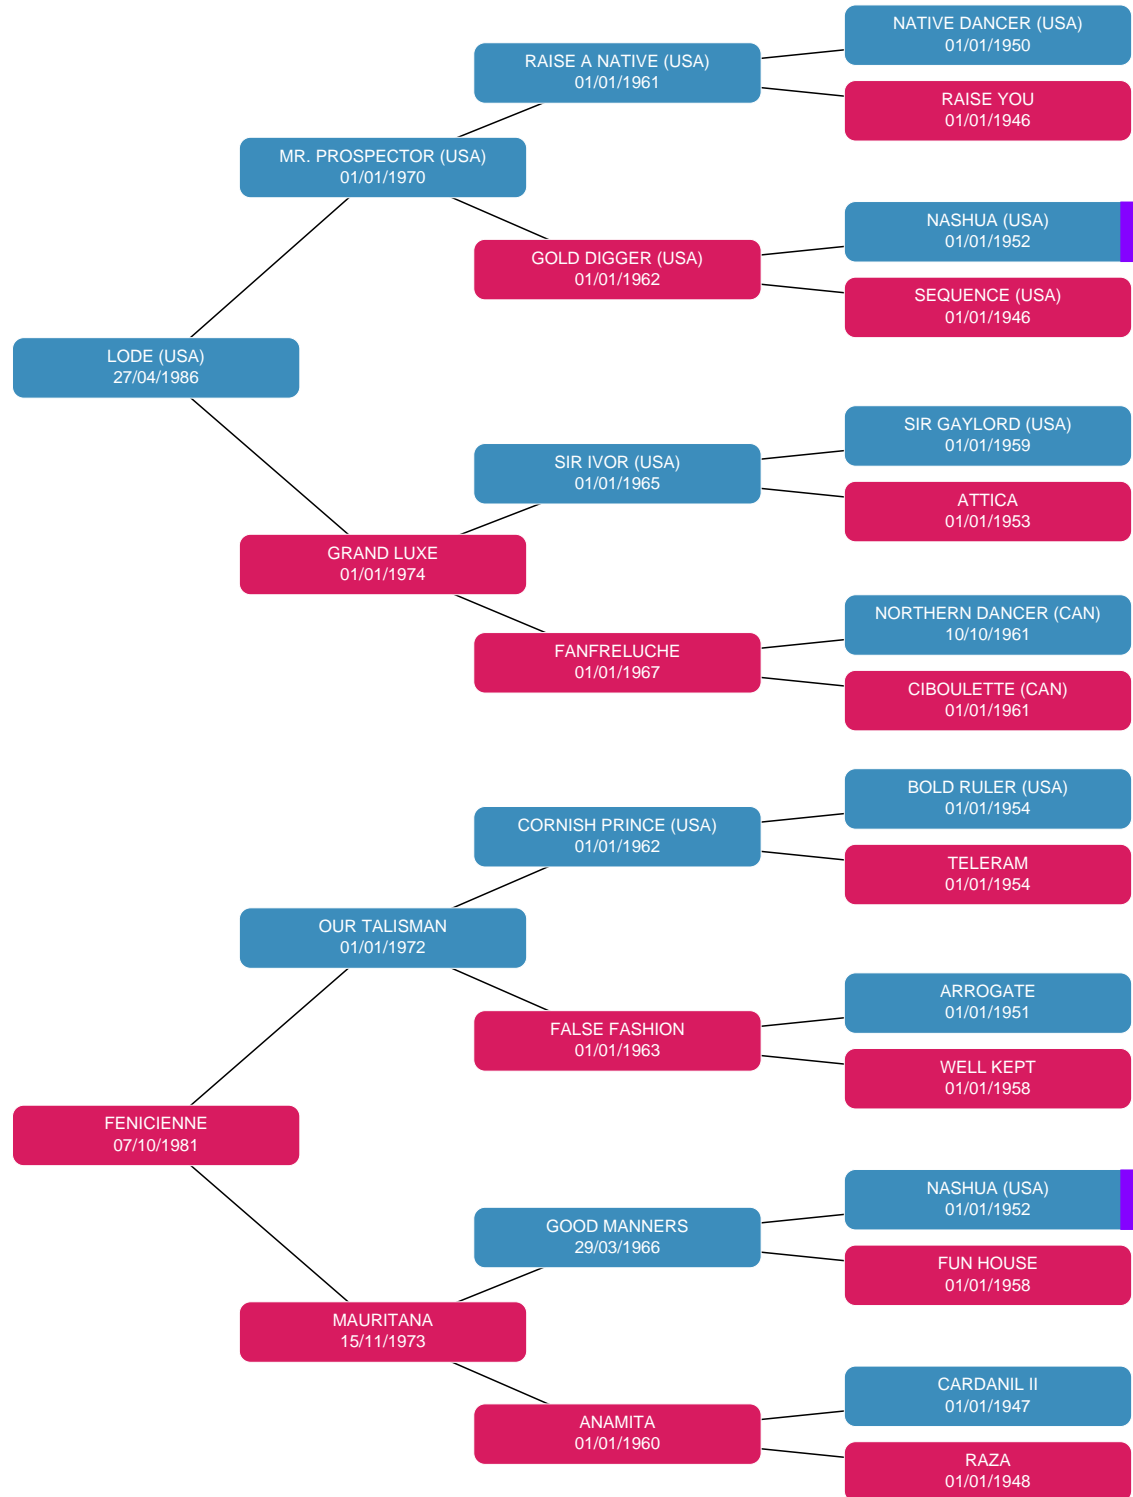 NATIVE DANCER (USA)
01/01/1950
RAISE A NATIVE (USA)
01/01/1961
RAISE YOU
01/01/1946
MR. PROSPECTOR (USA)
01/01/1970
NASHUA (USA)
01/01/1952
GOLD DIGGER (USA)
01/01/1962
SEQUENCE (USA)
01/01/1946
LODE (USA)
27/04/1986
SIR GAYLORD (USA)
01/01/1959
SIR IVOR (USA)
01/01/1965
ATTICA
01/01/1953
GRAND LUXE
01/01/1974
NORTHERN DANCER (CAN)
10/10/1961
FANFRELUCHE
01/01/1967
CIBOULETTE (CAN)
01/01/1961
BOLD RULER (USA)
01/01/1954
CORNISH PRINCE (USA)
01/01/1962
TELERAM
01/01/1954
OUR TALISMAN
01/01/1972
ARROGATE
01/01/1951
FALSE FASHION
01/01/1963
WELL KEPT
01/01/1958
FENICIENNE
07/10/1981
NASHUA (USA)
01/01/1952
GOOD MANNERS
29/03/1966
FUN HOUSE
01/01/1958
MAURITANA
15/11/1973
CARDANIL II
01/01/1947
ANAMITA
01/01/1960
RAZA
01/01/1948